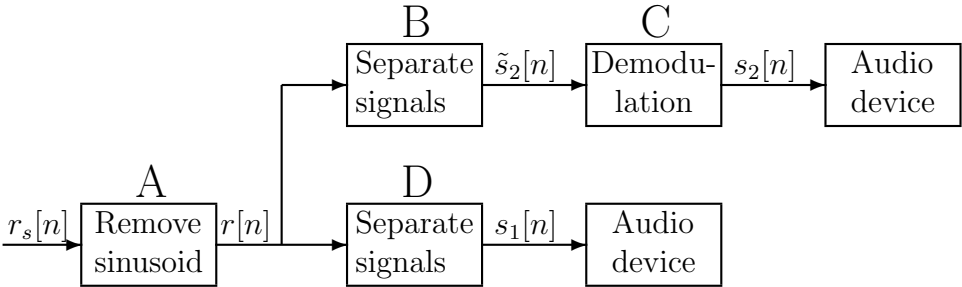 B
C
Separate
signals
s̃₂[n]
Demodu-
lation
s₂[n]
Audio
device
A
D
rₛ[n]
Remove
sinusoid
r[n]
Separate
signals
s₁[n]
Audio
device